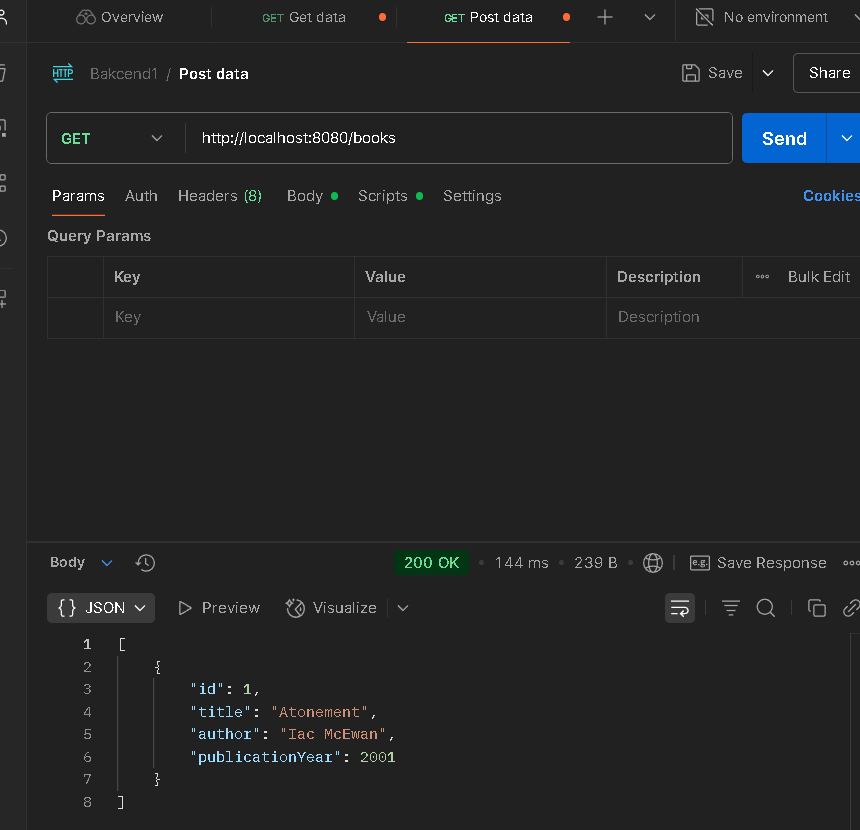 Overview GET Get data GET Post data No environment
HTTP Bakcend1 / Post data Save Share
GET http://localhost:8080/books Send
Params Auth Headers (8) Body Scripts Settings Cookies
Query Params
Key Value Description Bulk Edit
Key Value Description
Body 200 OK 144 ms 239 B e.g. Save Response
{} JSON Preview Visualize
1 [
2 {
3 "id": 1,
4 "title": "Atonement",
5 "author": "Iac McEwan",
6 "publicationYear": 2001
7 }
8 ]